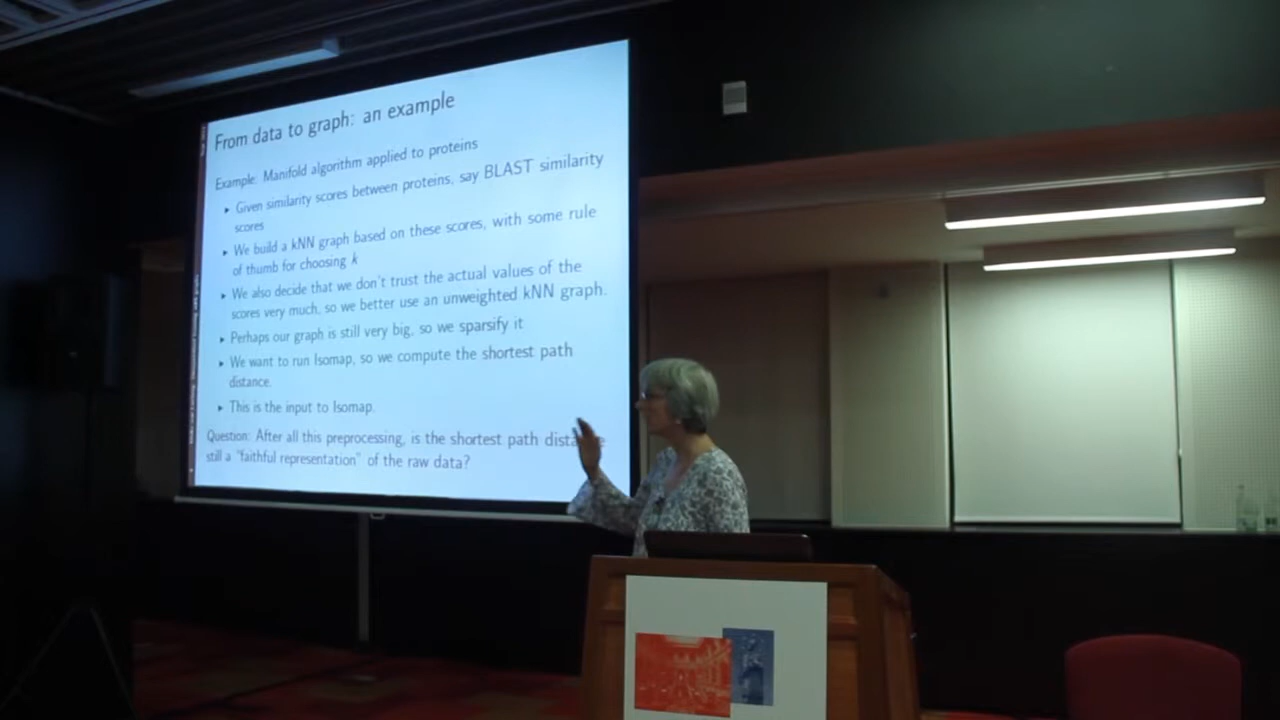 From data to graph: an example
Example: Manifold algorithm applied to proteins
▸ Given similarity scores between proteins, say BLAST similarity
scores
▸ We build a kNN graph based on these scores, with some rule
of thumb for choosing k
▸ We also decide that we don't trust the actual values of the
scores very much, so we better use an unweighted kNN graph.
▸ Perhaps our graph is still very big, so we sparsify it
▸ We want to run Isomap, so we compute the shortest path
distance.
▸ This is the input to Isomap.
Question: After all this preprocessing, is the shortest path dista e
still a "faithful representation" of the raw data?